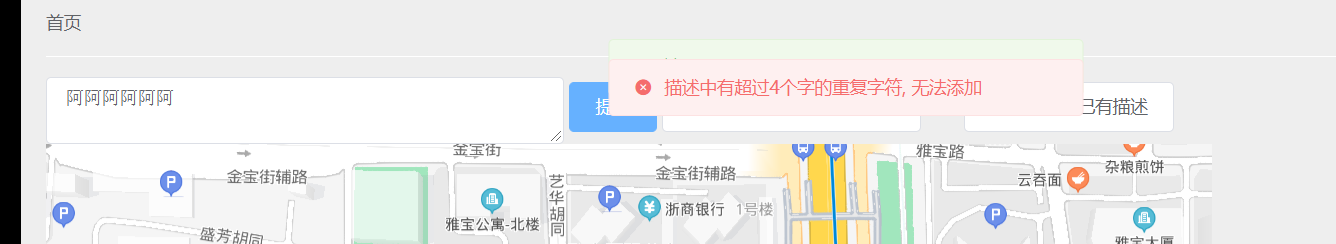 首页
描述中有超过4个字的重复字符, 无法添加
阿阿阿阿阿阿
提
已有描述
金宝街
雅宝路
金宝街辅路
金宝街辅路
杂粮煎饼
云吞面
P
P
P
P
艺华胡同
¥
浙商银行
1号楼
雅宝公寓-北楼
盛芳胡同
雅宝大厦